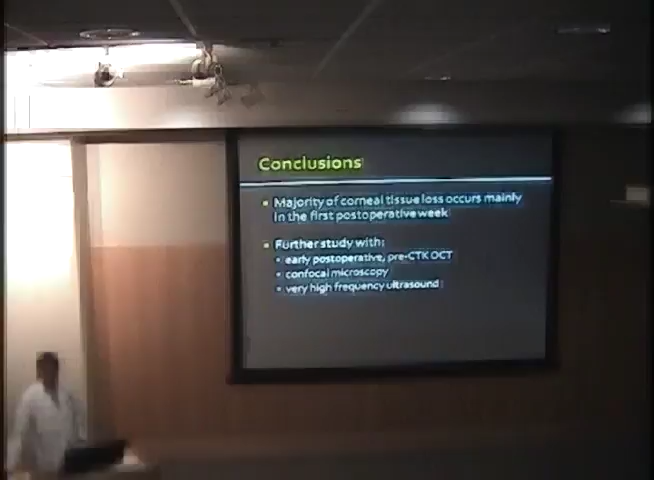 Conclusions
Majority of corneal tissue loss occurs mainly
in the first postoperative week
Further study with:
early postoperative, pre-CTK OCT
confocal microscopy
very high frequency ultrasound